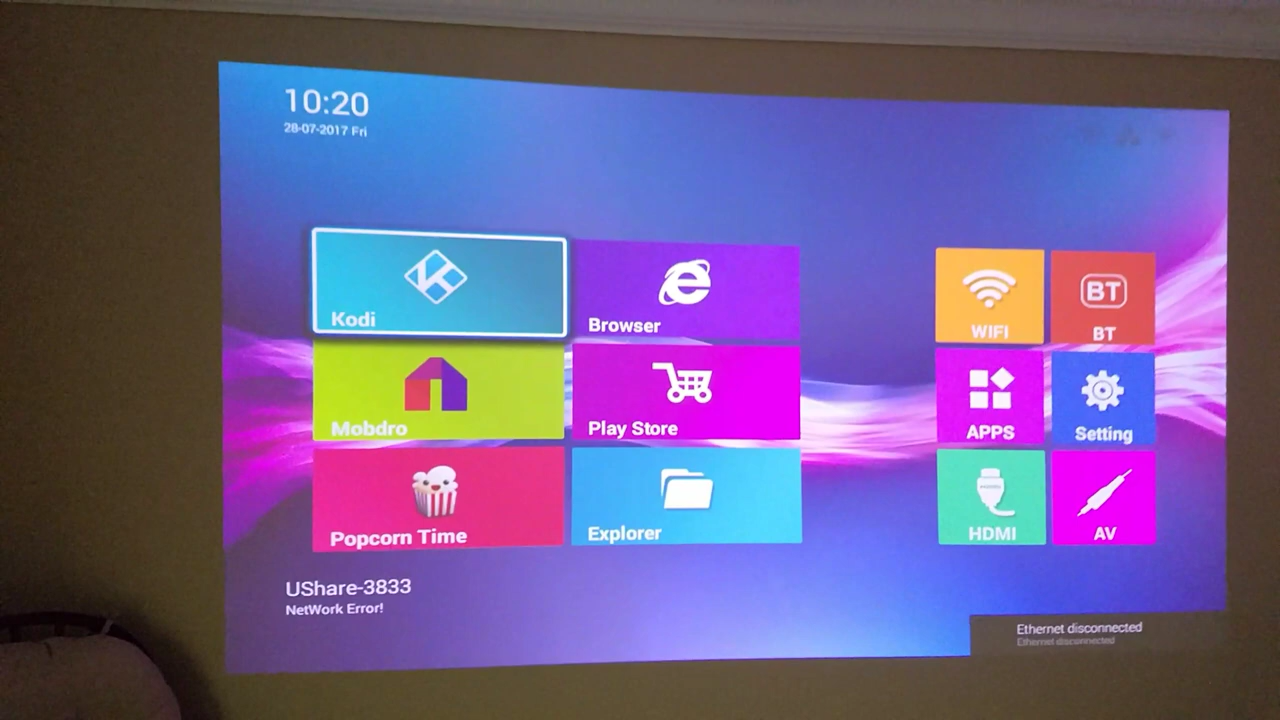 10:20
28-07-2017 Fri
Kodi
Browser
WIFI
BT
BT
Mobdro
Play Store
APPS
Setting
Popcorn Time
Explorer
HDMI
AV
UShare-3833
NetWork Error!
Ethernet disconnected
Ethernet disconnected